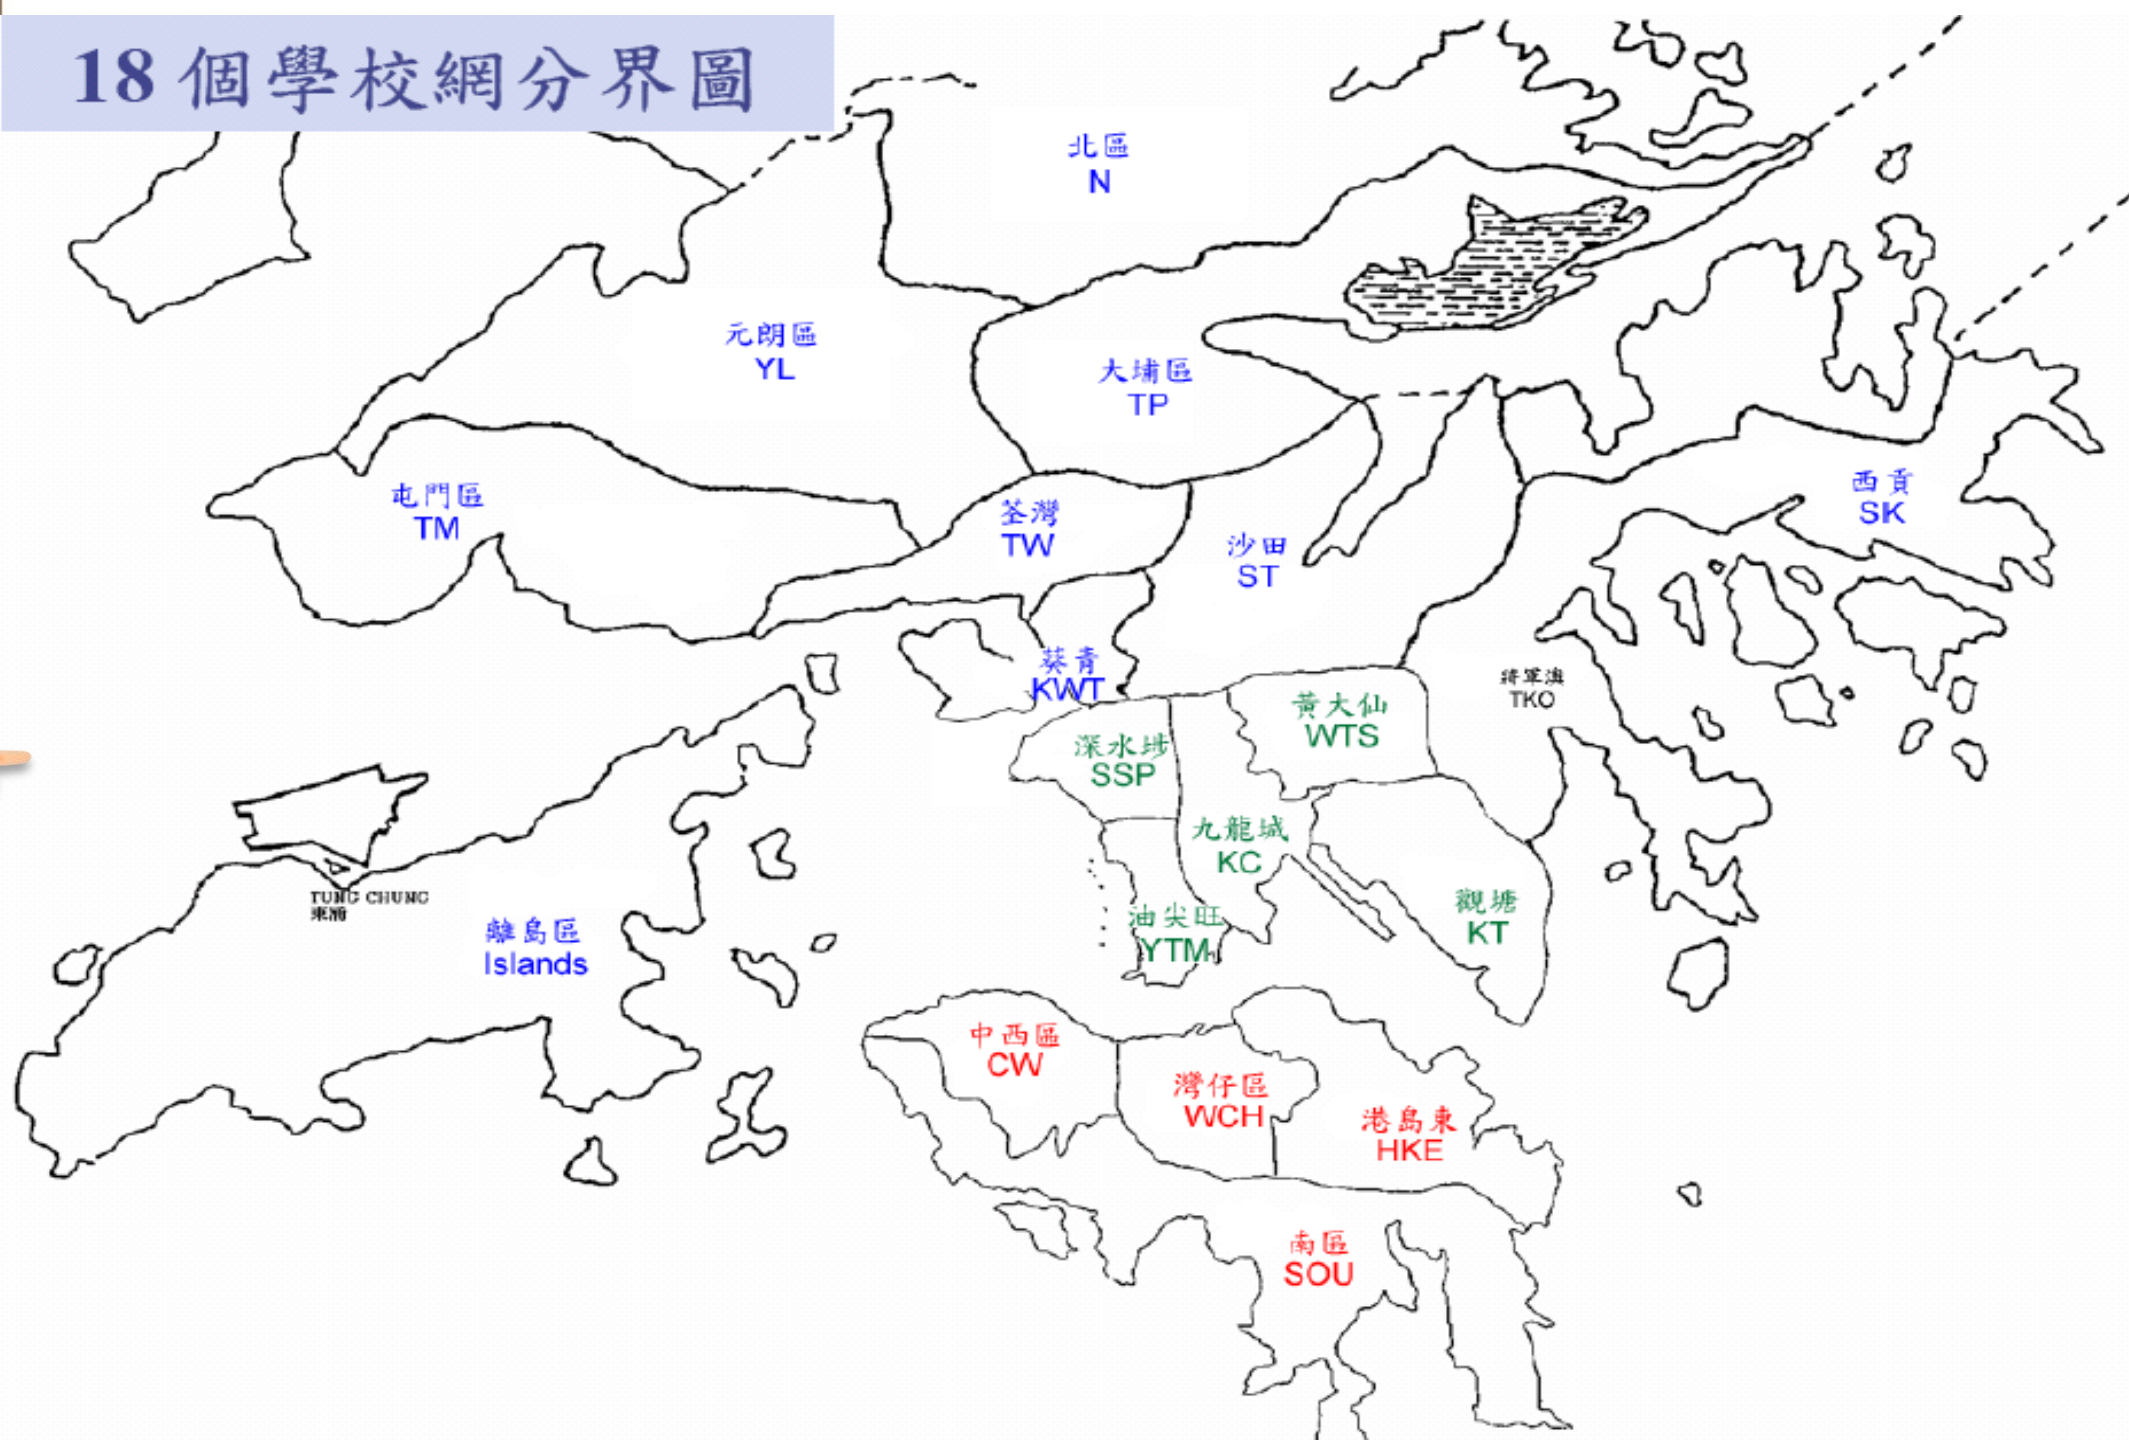 18 個學校網分界圖
北區
N
元朗區
YL
大埔區
TP
屯門區
TM
荃灣
TW
西貢
SK
沙田
ST
葵青
KWT
將軍澳
TKO
黃大仙
WTS
深水埗
SSP
九龍城
KC
TUNG CHUNG
東涌
離島區
Islands
油尖旺
YTM
觀塘
KT
中西區
CW
灣仔區
WCH
港島東
HKE
南區
SOU